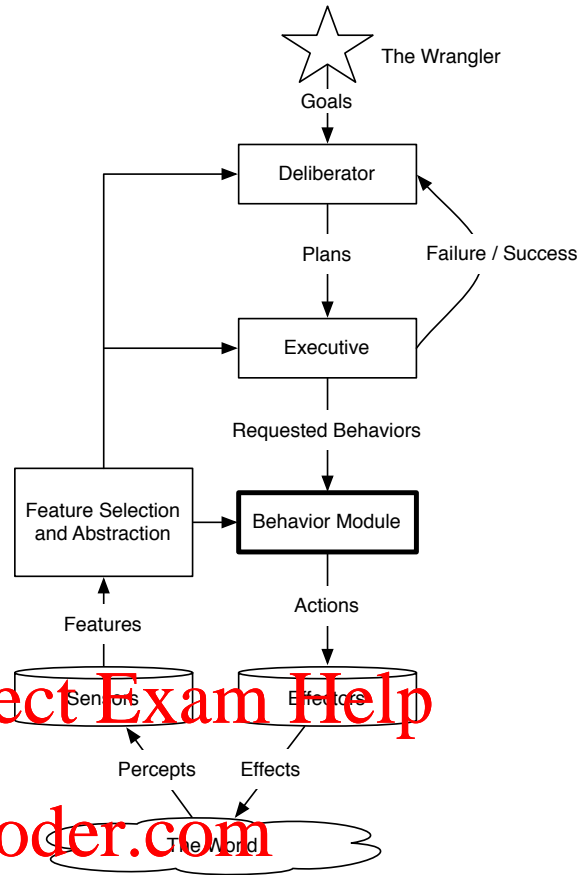 The Wrangler
Goals
Deliberator
Plans
Failure / Success
Executive
Requested Behaviors
Feature Selection
and Abstraction
Behavior Module
Actions
Features
Sensors
Effectors
ect Exam Help
Percepts
Effects
The World
oder.com